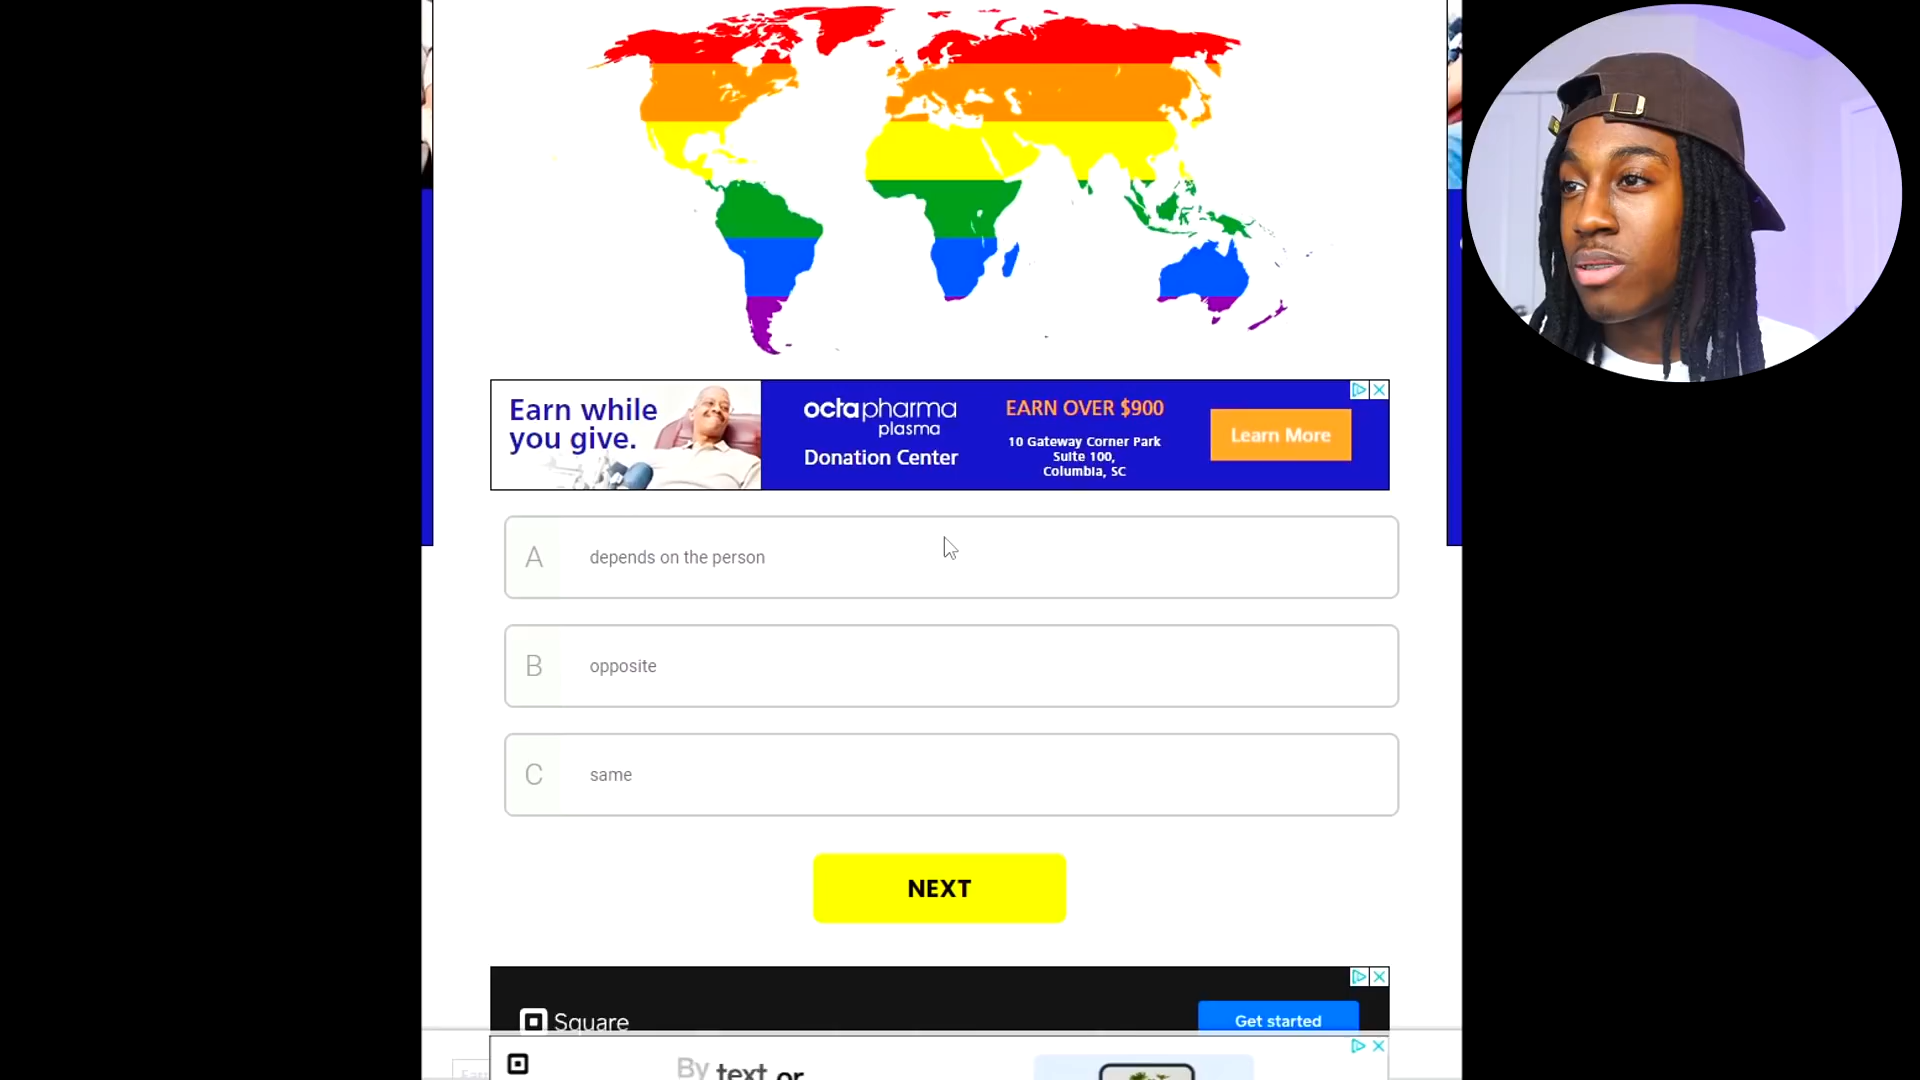 Earn while
you give.
octapharma
plasma
Donation Center
EARN OVER $900
10 Gateway Corner Park
Suite 100,
Columbia, SC
Learn More
A depends on the person
B opposite
C same
NEXT
Square
Get started
By text or